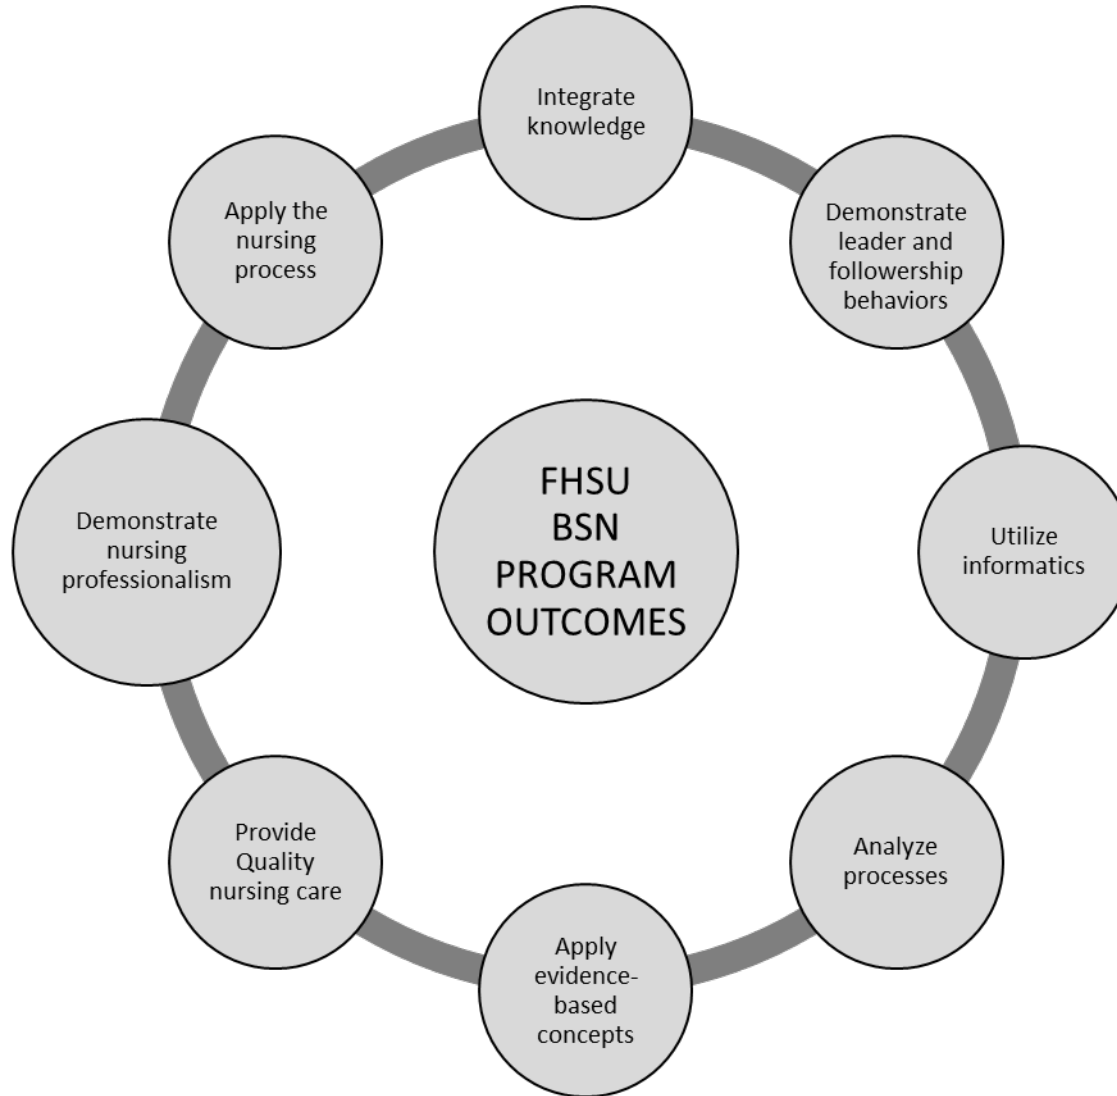 Integrate
knowledge
Demonstrate
leader and
followership
behaviors
Utilize
informatics
Analyze
processes
Apply
evidence-
based
concepts
Provide
Quality
nursing care
Demonstrate
nursing
professionalism
Apply the
nursing
process
FHSU
BSN
PROGRAM
OUTCOMES